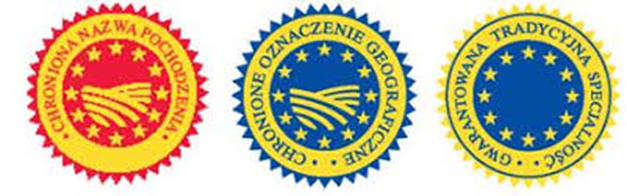 CHRONIONA NAZWA POCHODZENIA
CHRONIONE OZNACZENIE GEOGRAFICZNE
GWARANTOWANA TRADYCYJNA SPECJALNOŚĆ